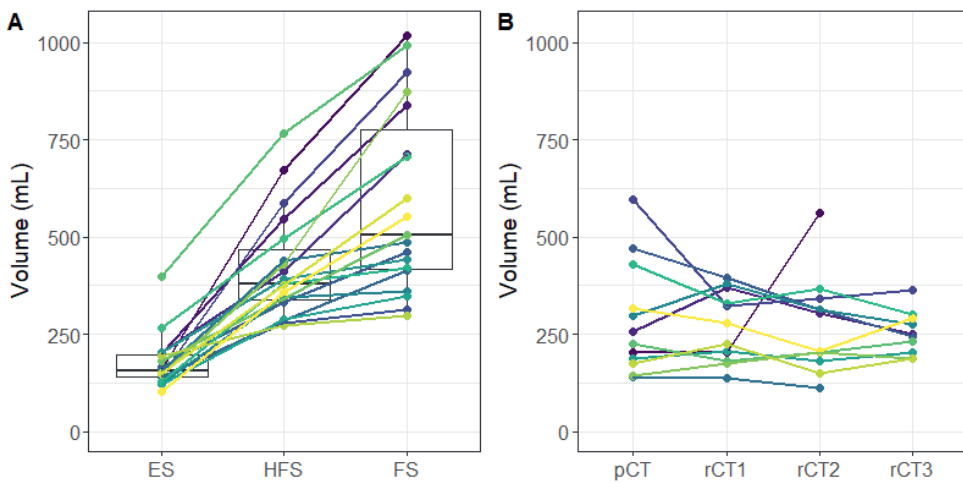 A
Volume (mL)
1000
750
500
250
0
ES HFS FS
B
Volume (mL)
1000
750
500
250
0
pCT rCT1 rCT2 rCT3